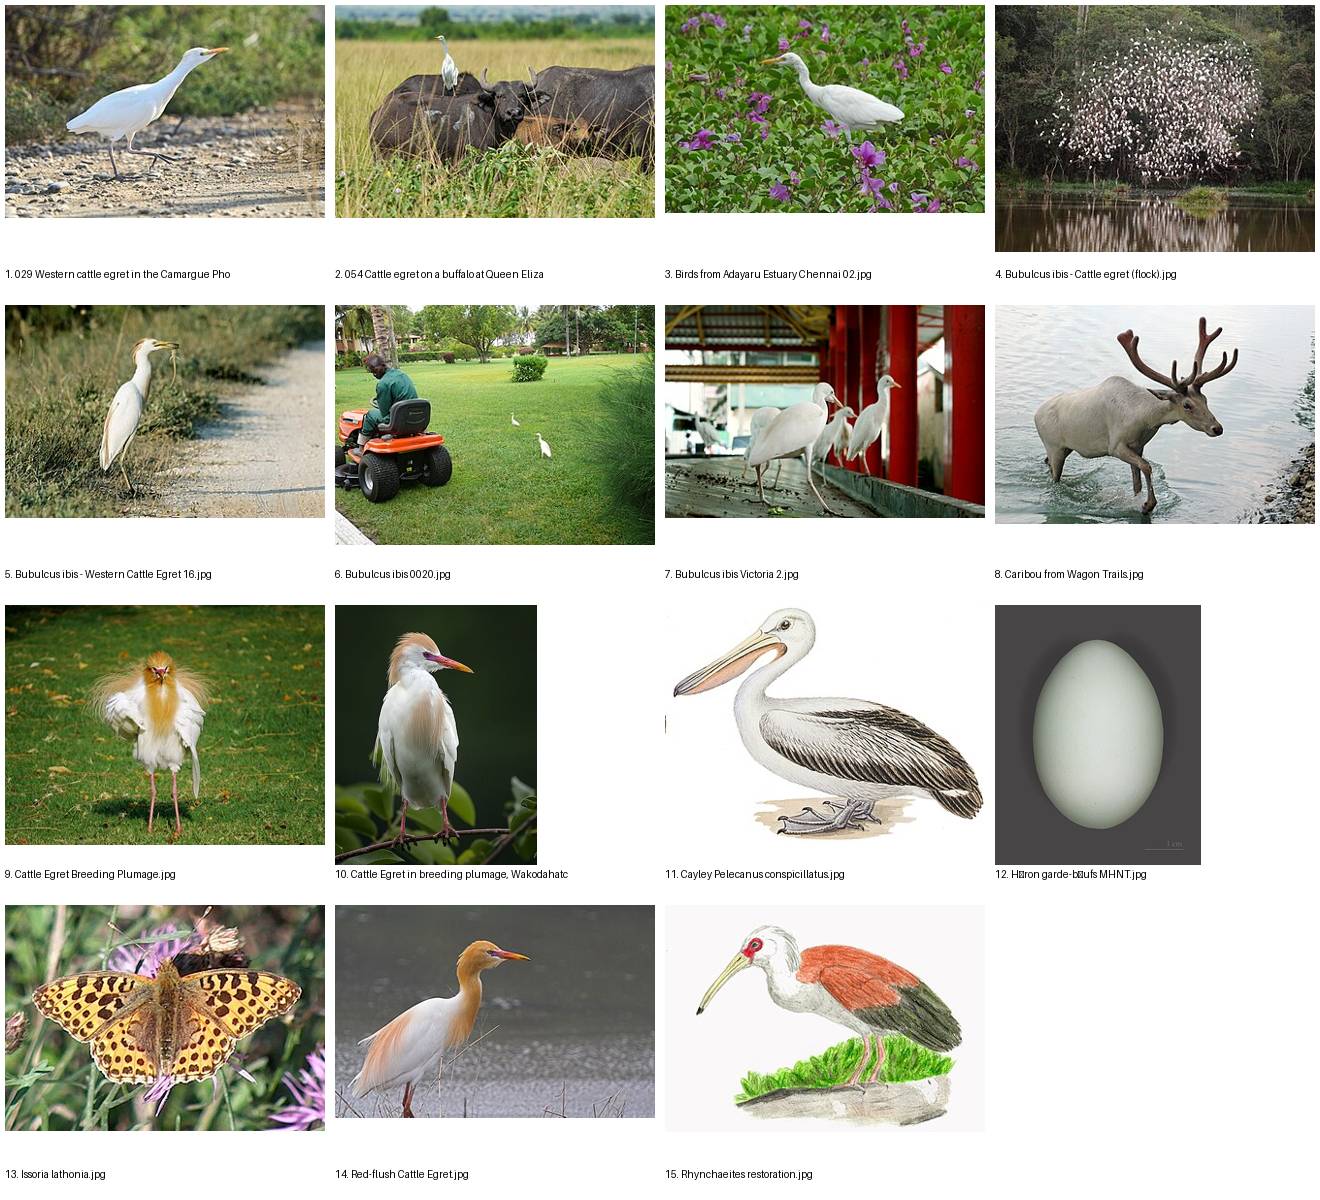 1. 029 Western cattle egret in the Camargue Pho
2. 054 Cattle egret on a buffalo at Queen Eliza
3. Birds from Adayaru Estuary Chennai 02.jpg
4. Bubulcus ibis - Cattle egret (flock).jpg
5. Bubulcus ibis - Western Cattle Egret 16.jpg
6. Bubulcus ibis 0020.jpg
7. Bubulcus ibis Victoria 2.jpg
8. Caribou from Wagon Trails.jpg
9. Cattle Egret Breeding Plumage.jpg
10. Cattle Egret in breeding plumage, Wakodahatc
11. Cayley Pelecanus conspicillatus.jpg
1 cm
12. H□ron garde-b□ufs MHNT.jpg
13. Issoria lathonia.jpg
14. Red-flush Cattle Egret.jpg
15. Rhynchaeites restoration.jpg